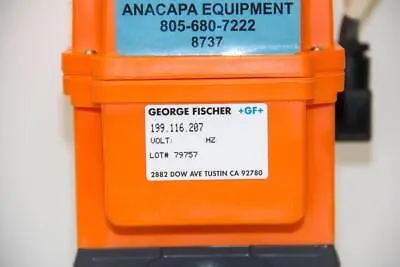 ANACAPA EQUIPMENT
805-680-7222
8737
GEORGE FISCHER +GF+
199.116.207
VOLT: HZ
LOT# 79757
2882 DOW AVE TUSTIN CA 92780